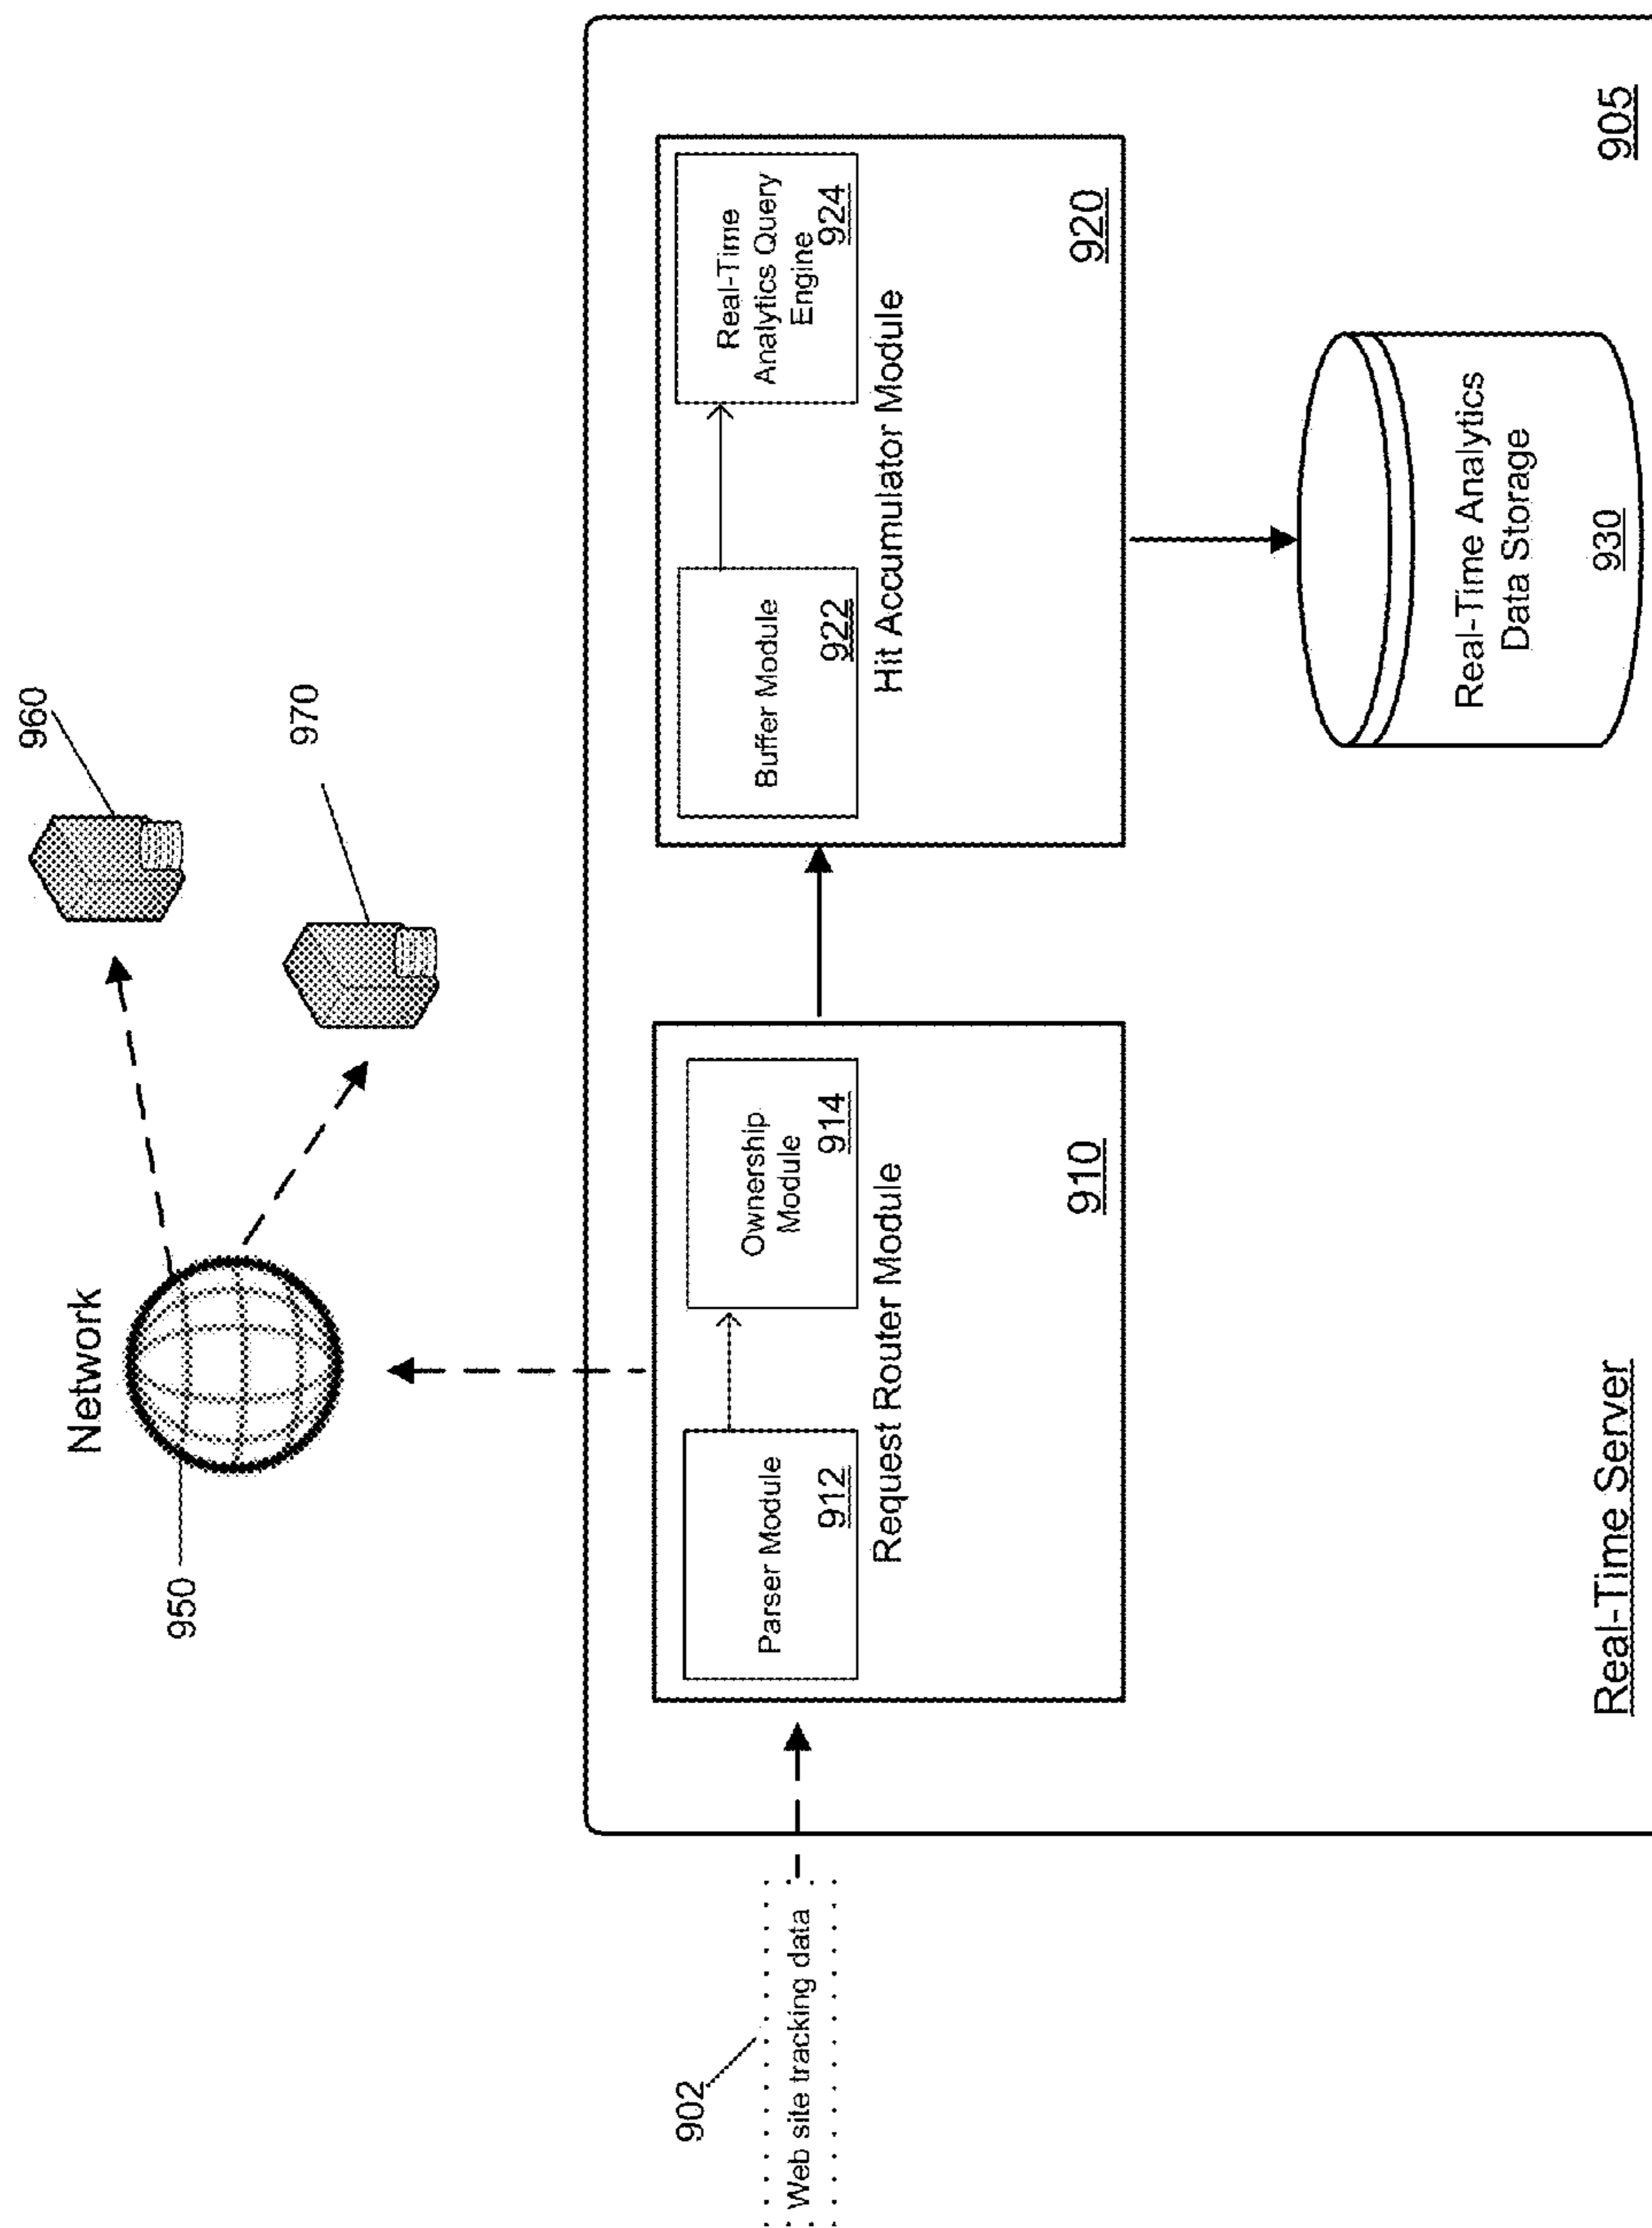 Network
950
960
970
902
Web site tracking data
Parser Module
912
Ownership
Module
914
Request Router Module
910
Buffer Module
922
Real-Time
Analytics Query
Engine
924
Hit Accumulator Module
920
Real-Time Analytics
Data Storage
930
Real-Time Server
905